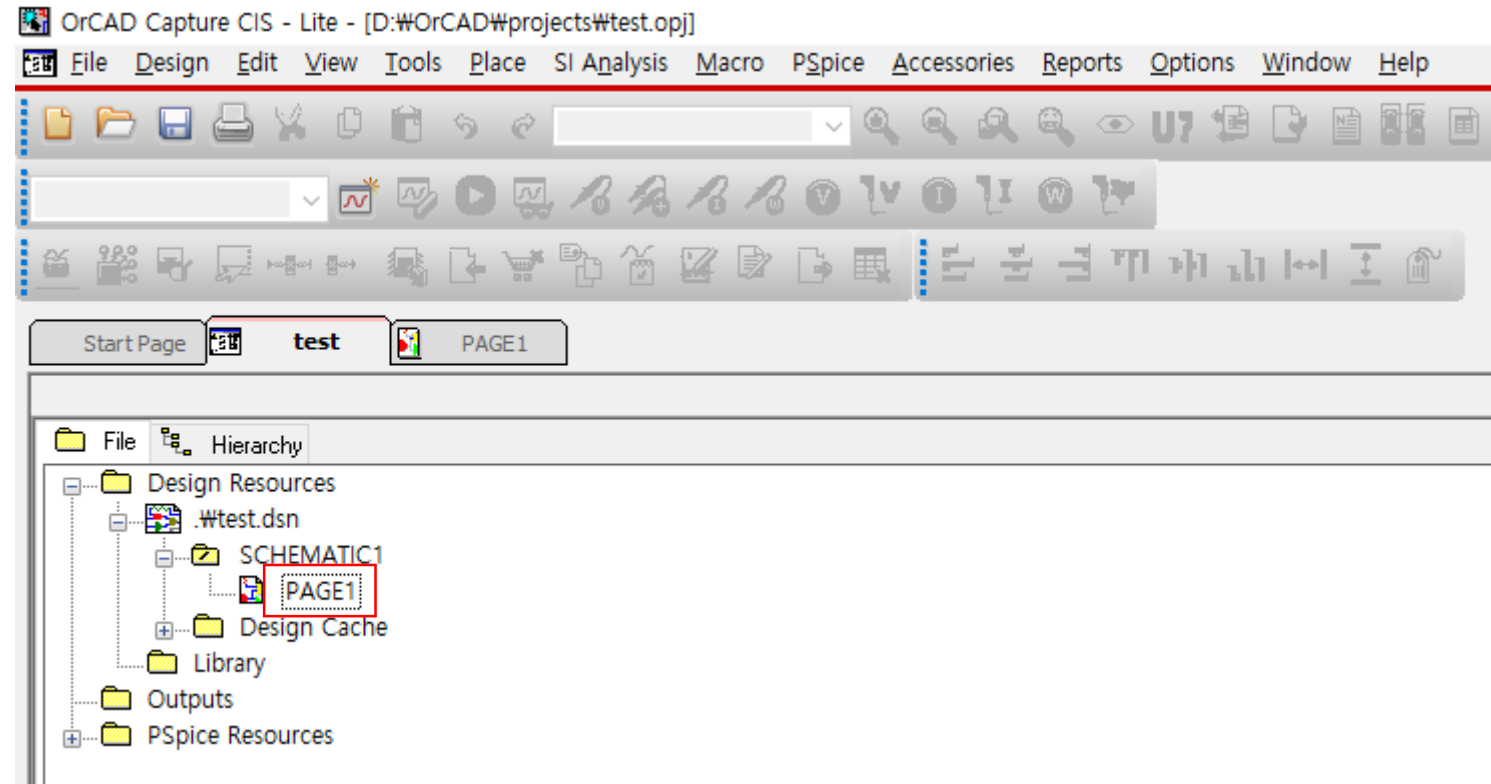 OrCAD Capture CIS - Lite - [D:₩OrCAD₩projects₩test.opj]
File Design Edit View Tools Place SI Analysis Macro PSpice Accessories Reports Options Window Help
U?
V V I I W
Start Page test PAGE1
File Hierarchy
Design Resources
.₩test.dsn
SCHEMATIC1
PAGE1
Design Cache
Library
Outputs
PSpice Resources